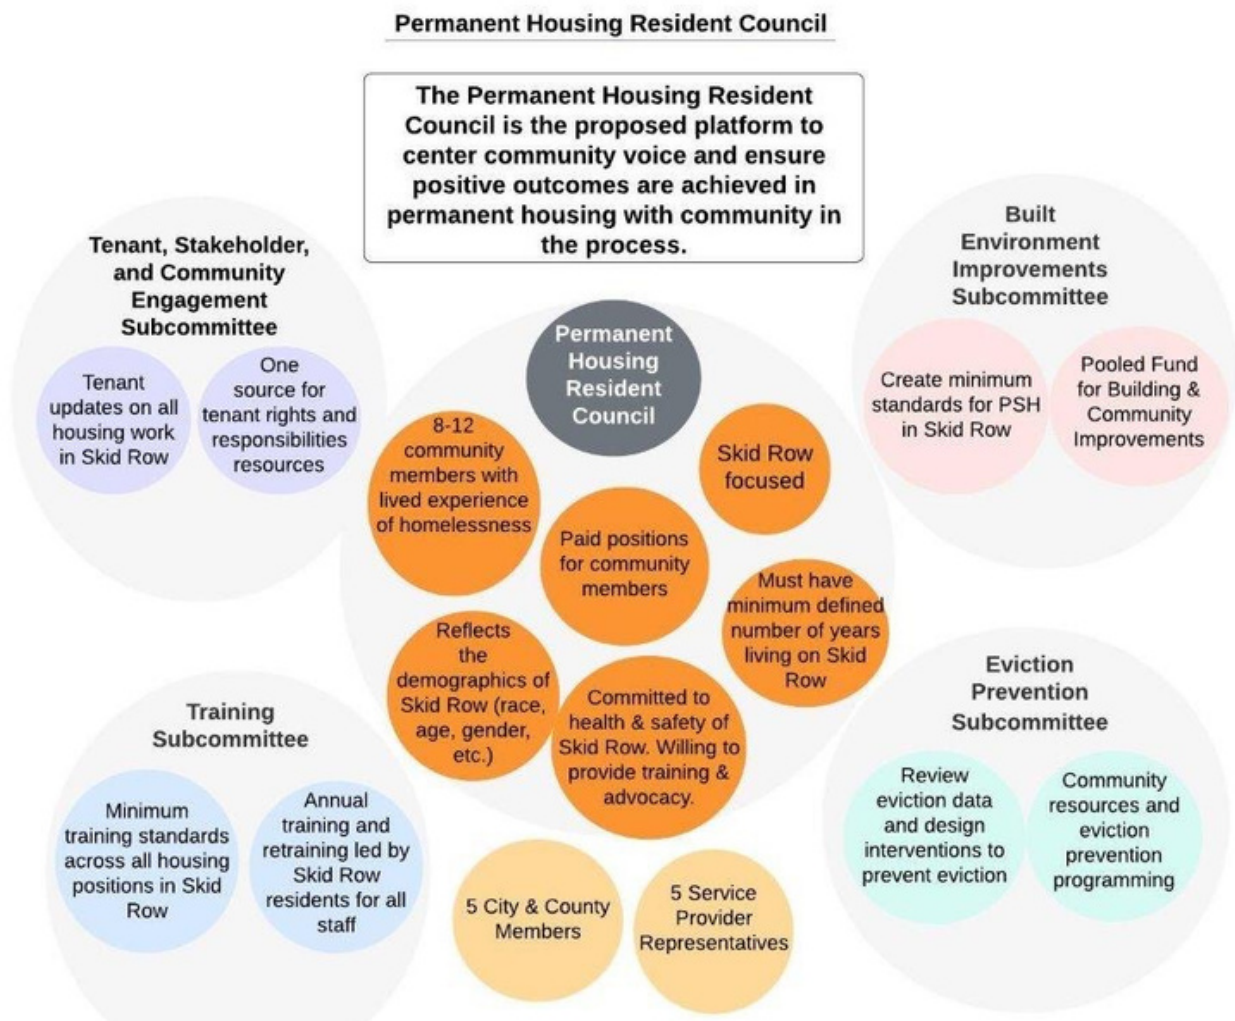 Permanent Housing Resident Council
The Permanent Housing Resident
Council is the proposed platform to
center community voice and ensure
positive outcomes are achieved in
permanent housing with community in
the process.
Tenant, Stakeholder,
and Community
Engagement
Subcommittee
Tenant
updates on all
housing work
in Skid Row
One
source for
tenant rights and
responsibilities
resources
Built
Environment
Improvements
Subcommittee
Create minimum
standards for PSH
in Skid Row
Pooled Fund
for Building &
Community
Improvements
Permanent
Housing
Resident
Council
8-12
community
members with
lived experience
of homelessness
Skid Row
focused
Paid positions
for community
members
Must have
minimum defined
number of years
living on Skid
Row
Reflects
the
demographics of
Skid Row (race,
age, gender,
etc.)
Committed to
health & safety of
Skid Row. Willing to
provide training &
advocacy.
Training
Subcommittee
Minimum
training standards
across all housing
positions in Skid
Row
Annual
training and
retraining led by
Skid Row
residents for all
staff
Eviction
Prevention
Subcommittee
Review
eviction data
and design
interventions to
prevent eviction
Community
resources and
eviction
prevention
programming
5 City & County
Members
5 Service
Provider
Representatives